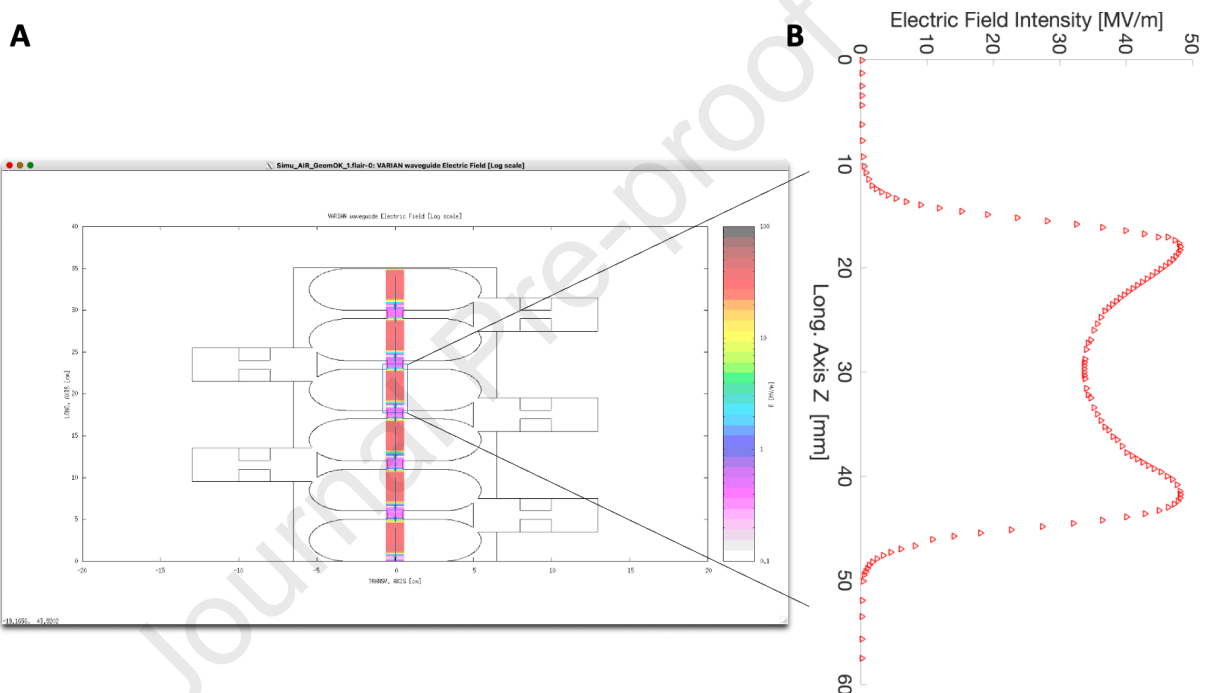 A
B
Electric Field Intensity [MV/m]
0 10 20 30 40 50
Simu_AIR_GeomOK_1.flair-0: VARIAN waveguide Electric Field [Log scale]
VARIAN waveguide Electric Field [Log scale]
40
35
30
25
20
15
10
5
0
LONG. AXIS [cm]
-20 -15 -10 -5 0 5 10 15 20
TRANSV. AXIS [cm]
100
10
1
0.1
E [MV/m]
0
10
20
30
40
50
60
Long. Axis Z [mm]
Journal Pre-proof